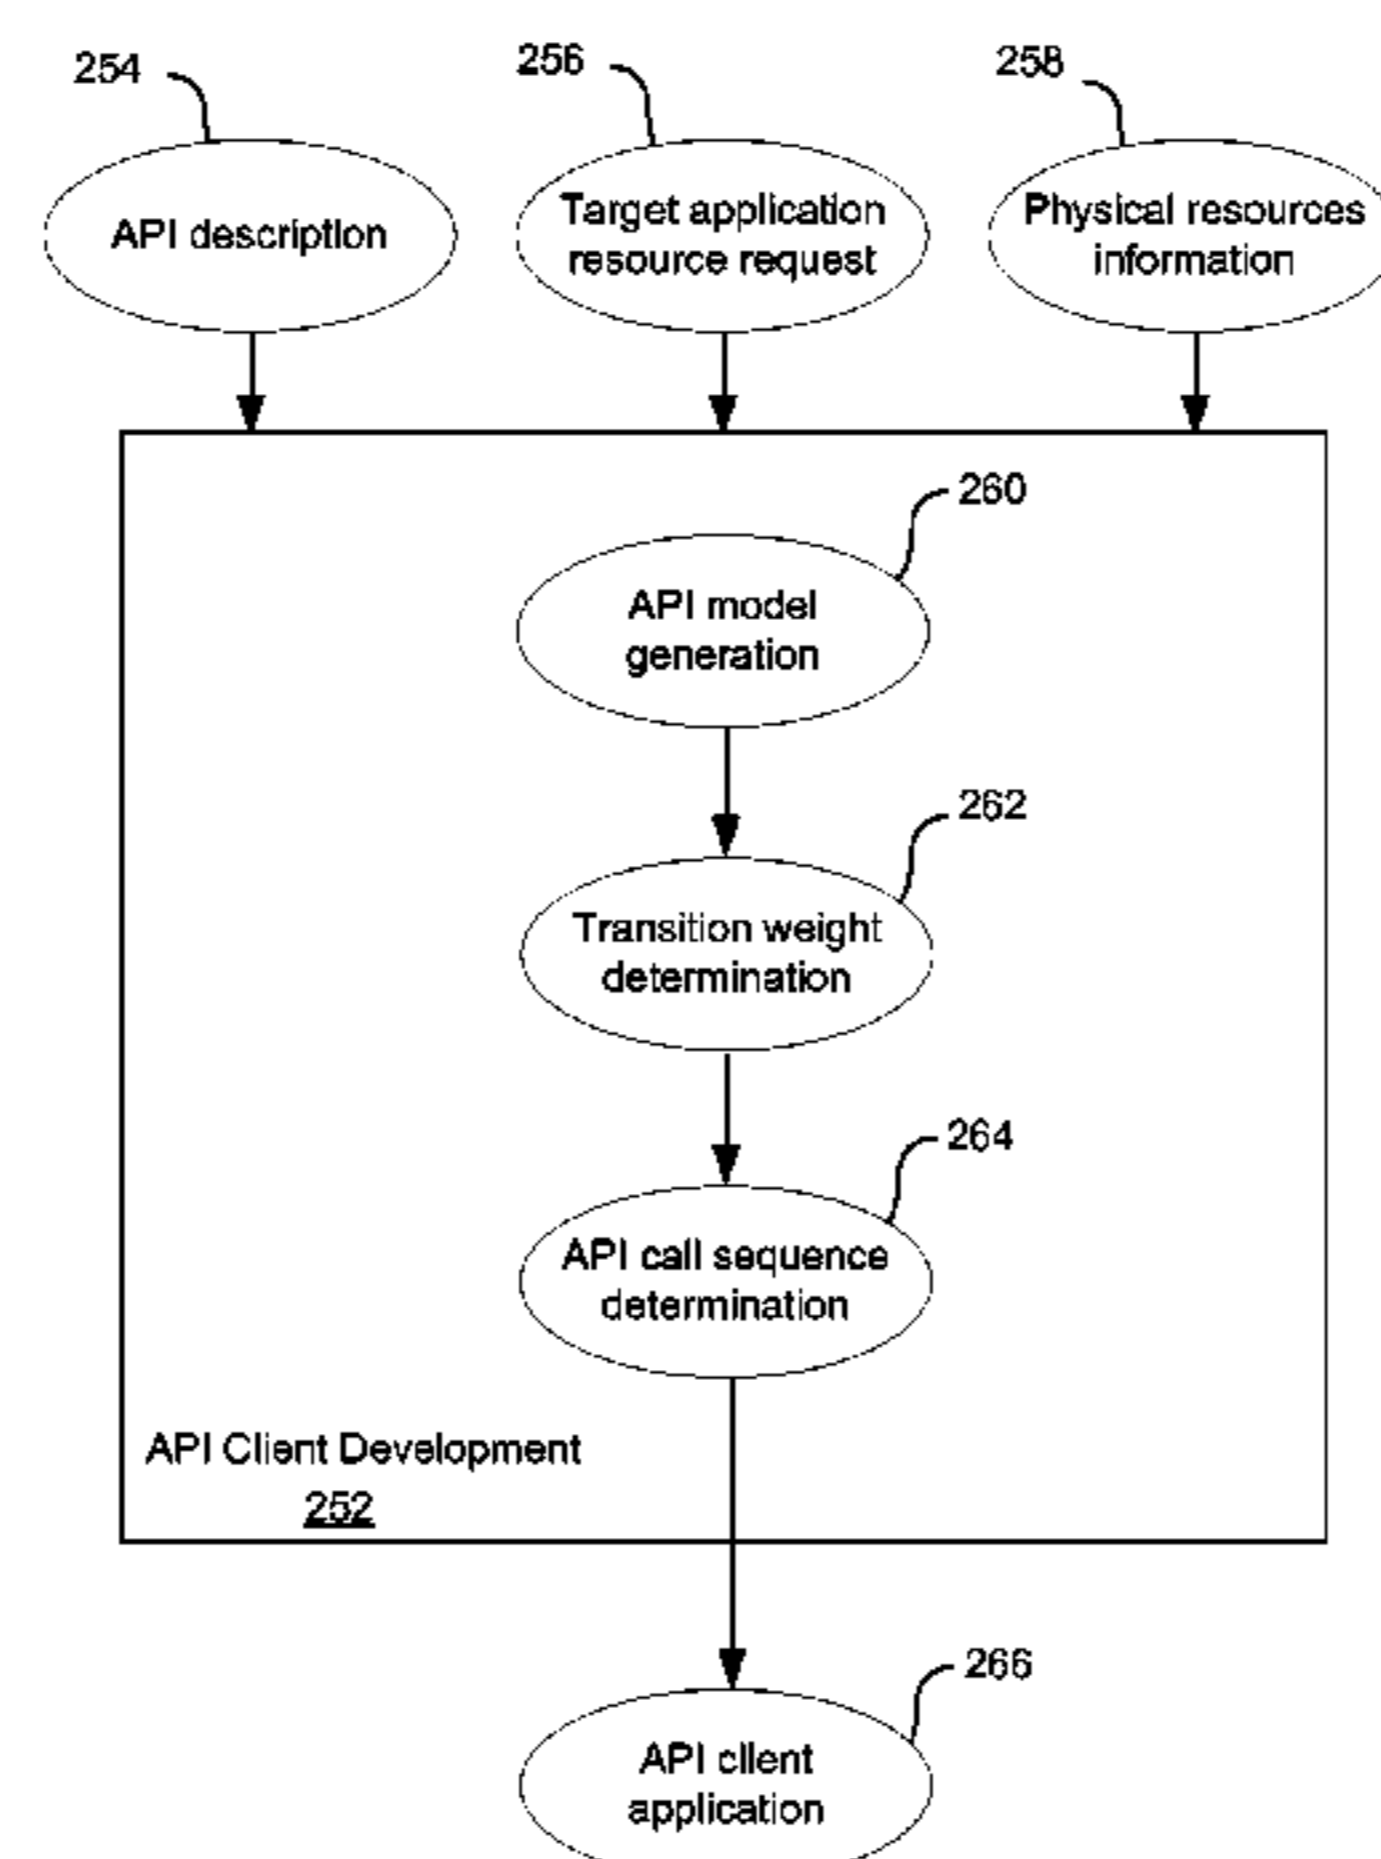 254
256
258
API description
Target application
resource request
Physical resources
information
260
API model
generation
262
Transition weight
determination
264
API call sequence
determination
API Client Development
252
266
API client
application